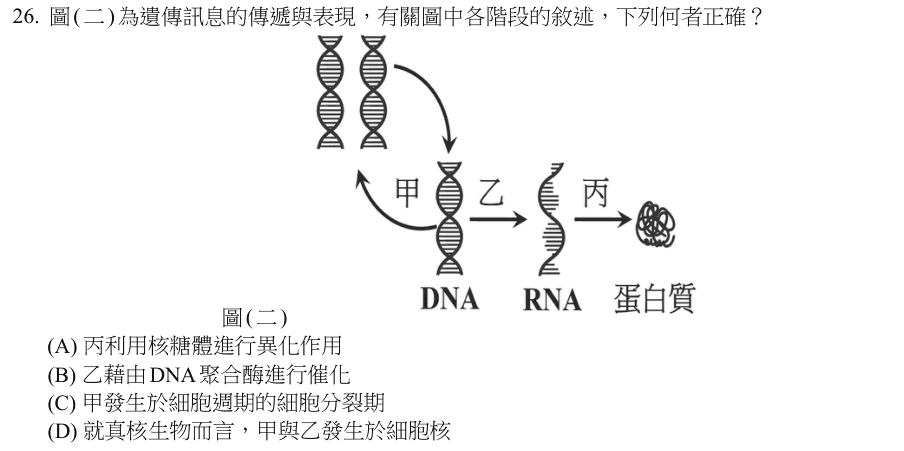 26. 圖(二)為遺傳訊息的傳遞與表現，有關圖中各階段的敘述，下列何者正確？
甲 乙 丙
DNA RNA 蛋白質
圖(二)
(A) 丙利用核糖體進行異化作用
(B) 乙藉由DNA聚合酶進行催化
(C) 甲發生於細胞週期的細胞分裂期
(D) 就真核生物而言，甲與乙發生於細胞核